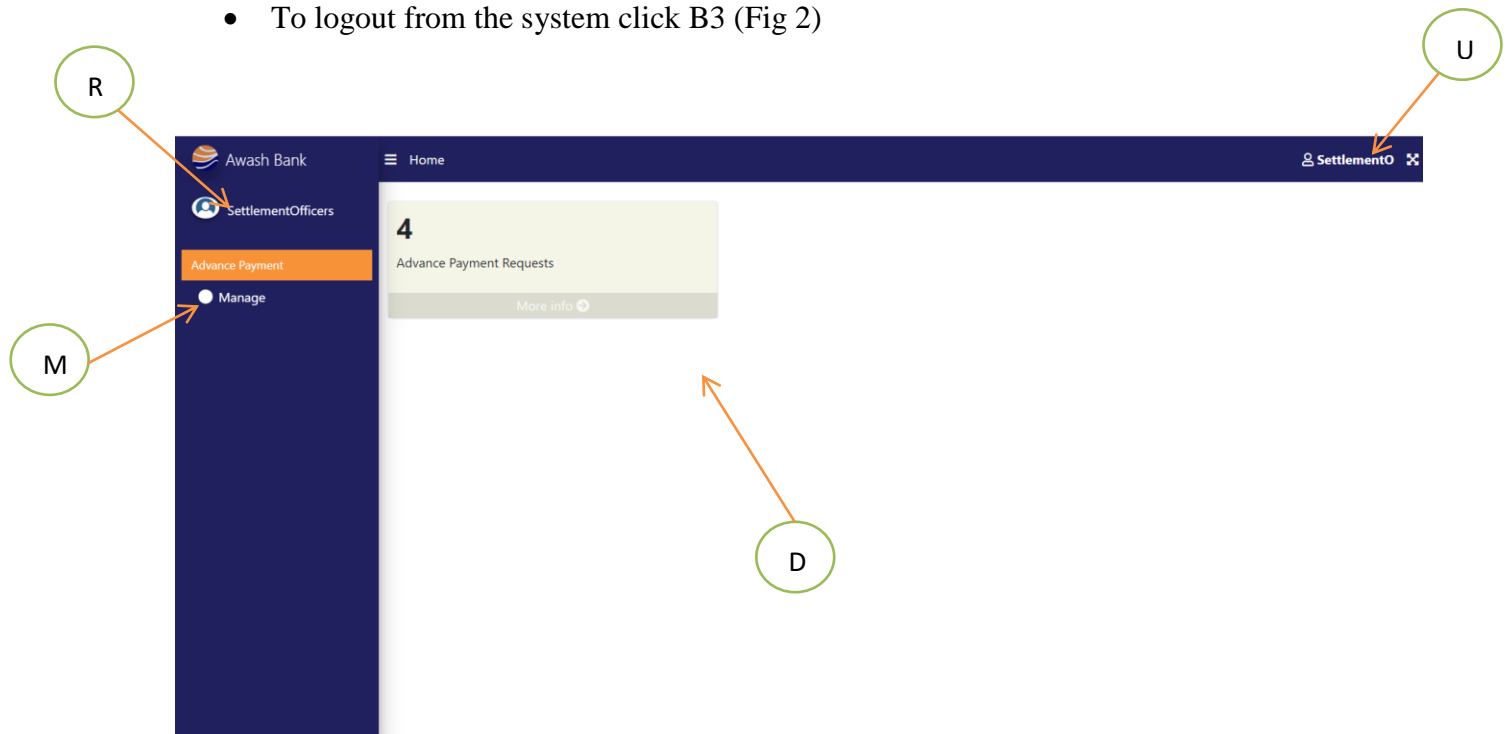 • To logout from the system click B3 (Fig 2)
U
R
Awash Bank
Home
SettlementO
SettlementOfficers
4
Advance Payment Requests
Advance Payment
Manage
More info
M
D